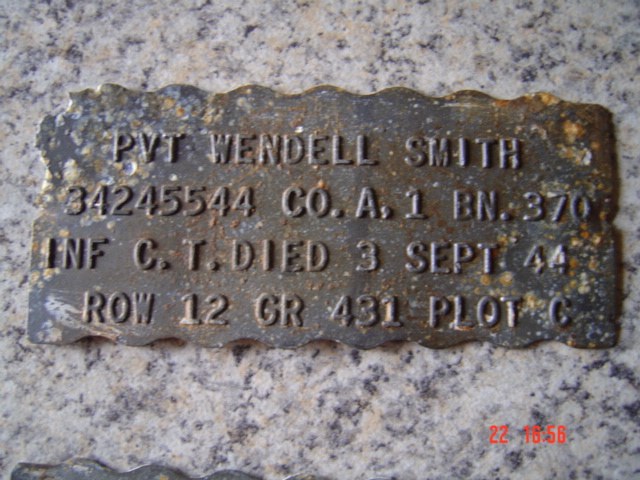 PVT WENDELL SMITH
34245544 CO. A. 1 BN. 370
INF C. T. DIED 3 SEPT 44
ROW 12 GR 431 PLOT C
22 16:56